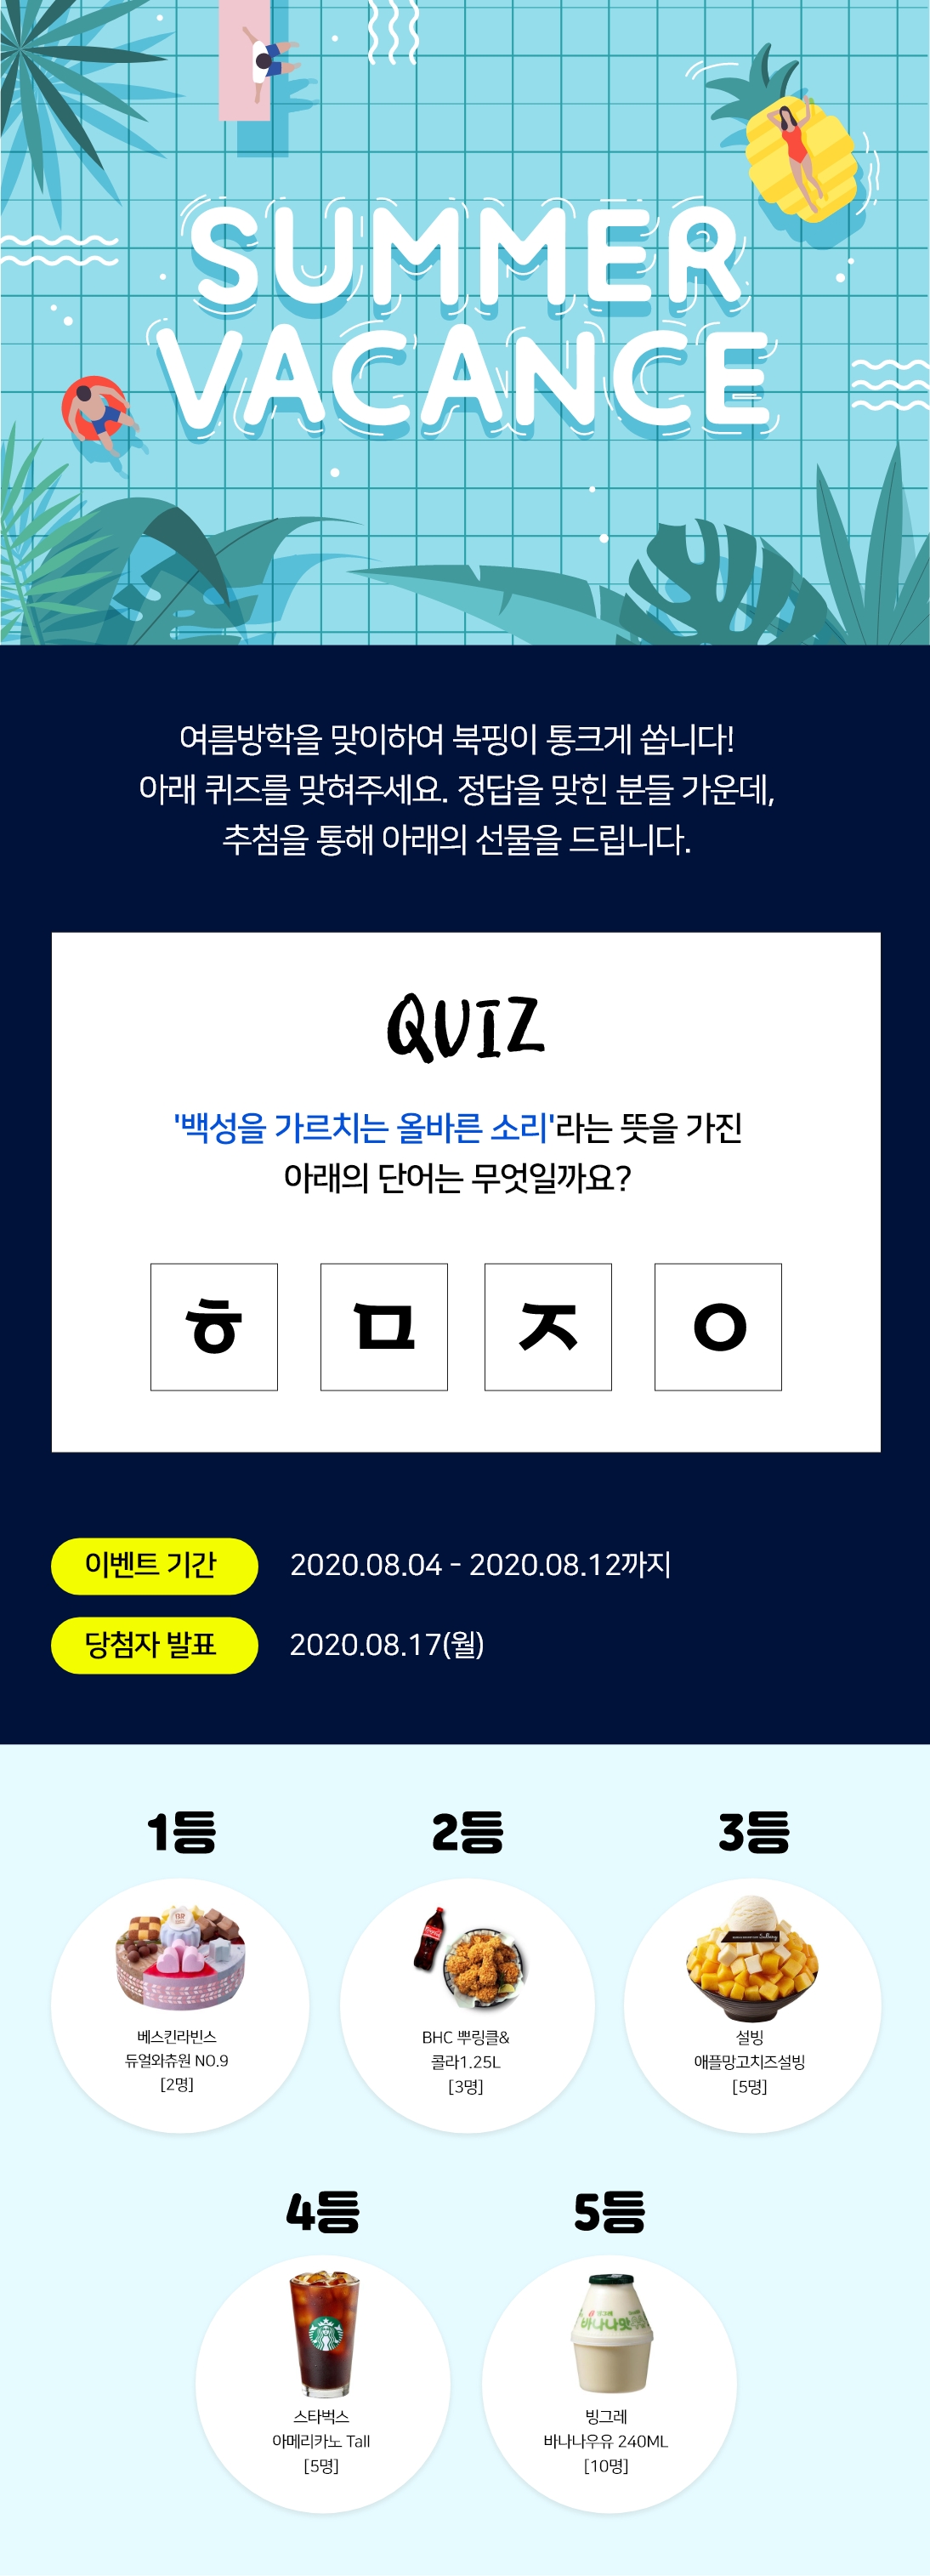 SUMMER
VACANCE
여름방학을 맞이하여 북핑이 통크게 쏩니다!
아래 퀴즈를 맞혀주세요. 정답을 맞힌 분들 가운데,
추첨을 통해 아래의 선물을 드립니다.
QUIZ
'백성을 가르치는 올바른 소리'라는 뜻을 가진
아래의 단어는 무엇일까요?
ㅎ ㅁ ㅈ ㅇ
이벤트 기간 2020.08.04 - 2020.08.12까지
당첨자 발표 2020.08.17(월)
1등 2등 3등
베스킨라빈스
듀얼와츄원 NO.9
[2명]
BHC 뿌링클&
콜라1.25L
[3명]
설빙
애플망고치즈설빙
[5명]
4등 5등
스타벅스
아메리카노 Tall
[5명]
빙그레
바나나맛
빙그레
바나나우유 240ML
[10명]